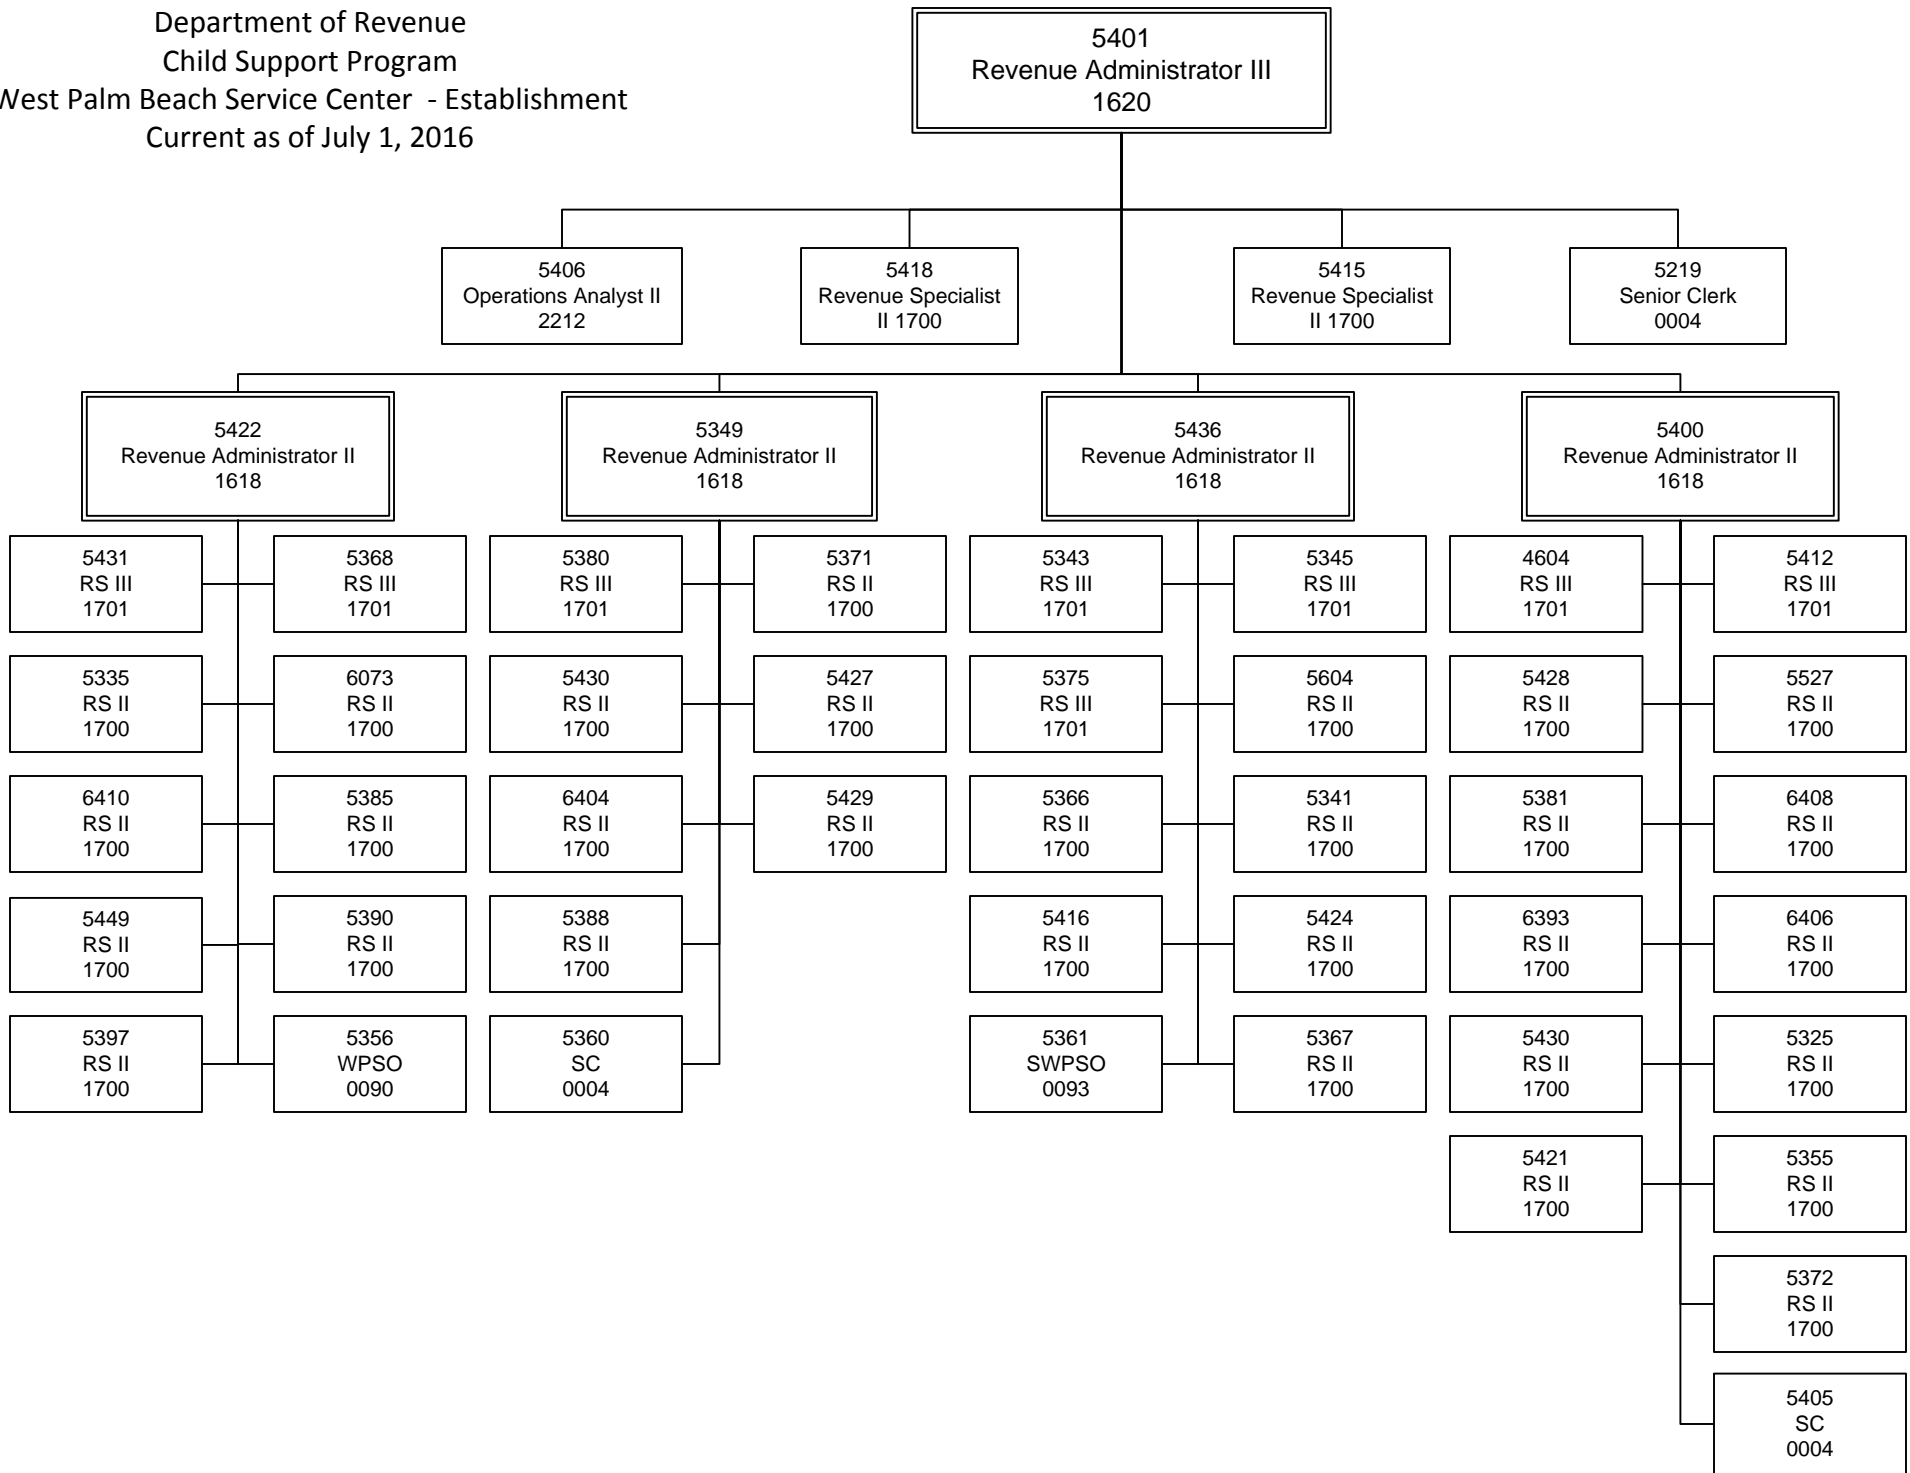 Department of Revenue
Child Support Program
West Palm Beach Service Center - Establishment
Current as of July 1, 2016
5401
Revenue Administrator III
1620
5406
Operations Analyst II
2212
5418
Revenue Specialist
II 1700
5415
Revenue Specialist
II 1700
5219
Senior Clerk
0004
5422
Revenue Administrator II
1618
5349
Revenue Administrator II
1618
5436
Revenue Administrator II
1618
5400
Revenue Administrator II
1618
5431
RS III
1701
5368
RS III
1701
5380
RS III
1701
5371
RS II
1700
5343
RS III
1701
5345
RS III
1701
4604
RS III
1701
5412
RS III
1701
5335
RS II
1700
6073
RS II
1700
5430
RS II
1700
5427
RS II
1700
5375
RS III
1701
5604
RS II
1700
5428
RS II
1700
5527
RS II
1700
6410
RS II
1700
5385
RS II
1700
6404
RS II
1700
5429
RS II
1700
5366
RS II
1700
5341
RS II
1700
5381
RS II
1700
6408
RS II
1700
5449
RS II
1700
5390
RS II
1700
5388
RS II
1700
5416
RS II
1700
5424
RS II
1700
6393
RS II
1700
6406
RS II
1700
5397
RS II
1700
5356
WPSO
0090
5360
SC
0004
5361
SWPSO
0093
5367
RS II
1700
5430
RS II
1700
5325
RS II
1700
5421
RS II
1700
5355
RS II
1700
5372
RS II
1700
5405
SC
0004